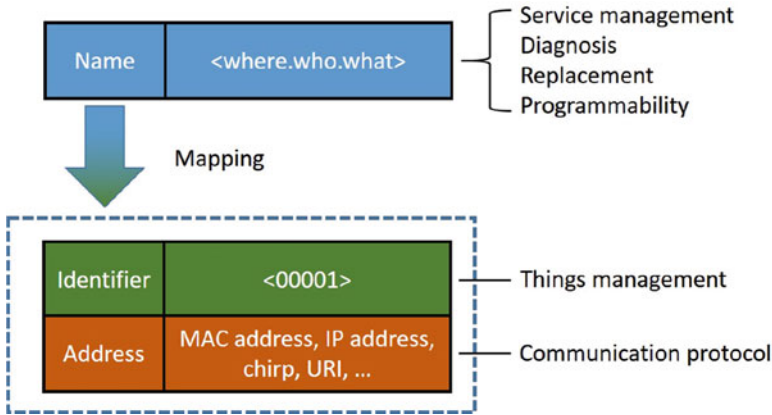 Name <where.who.what>
Service management
Diagnosis
Replacement
Programmability
Mapping
Identifier <00001>
Things management
Address MAC address, IP address,
chirp, URI, ...
Communication protocol